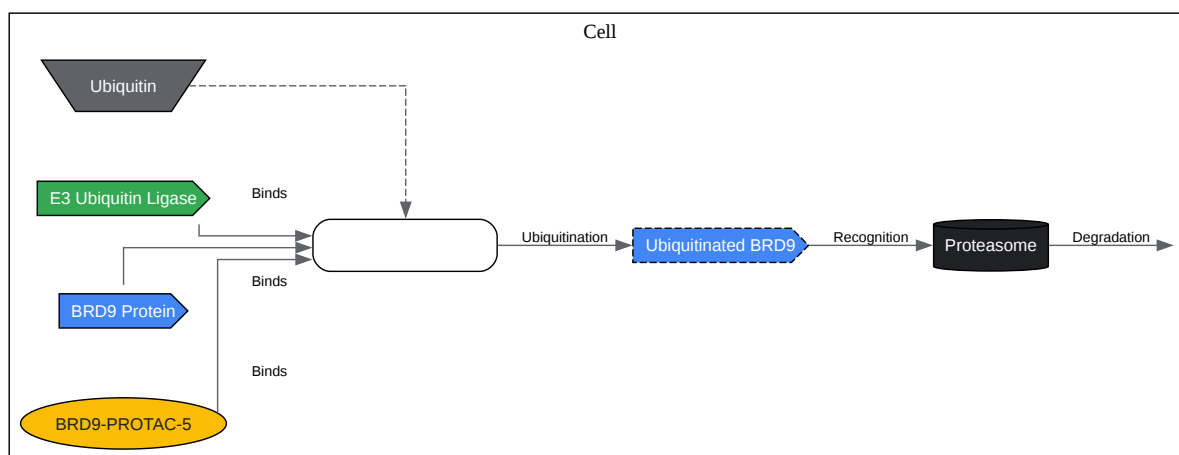 Cell
Ubiquitin
E3 Ubiquitin Ligase
Binds
Ubiquitination
Ubiquitinated BRD9
Recognition
Proteasome
Degradation
Binds
BRD9 Protein
Binds
BRD9-PROTAC-5